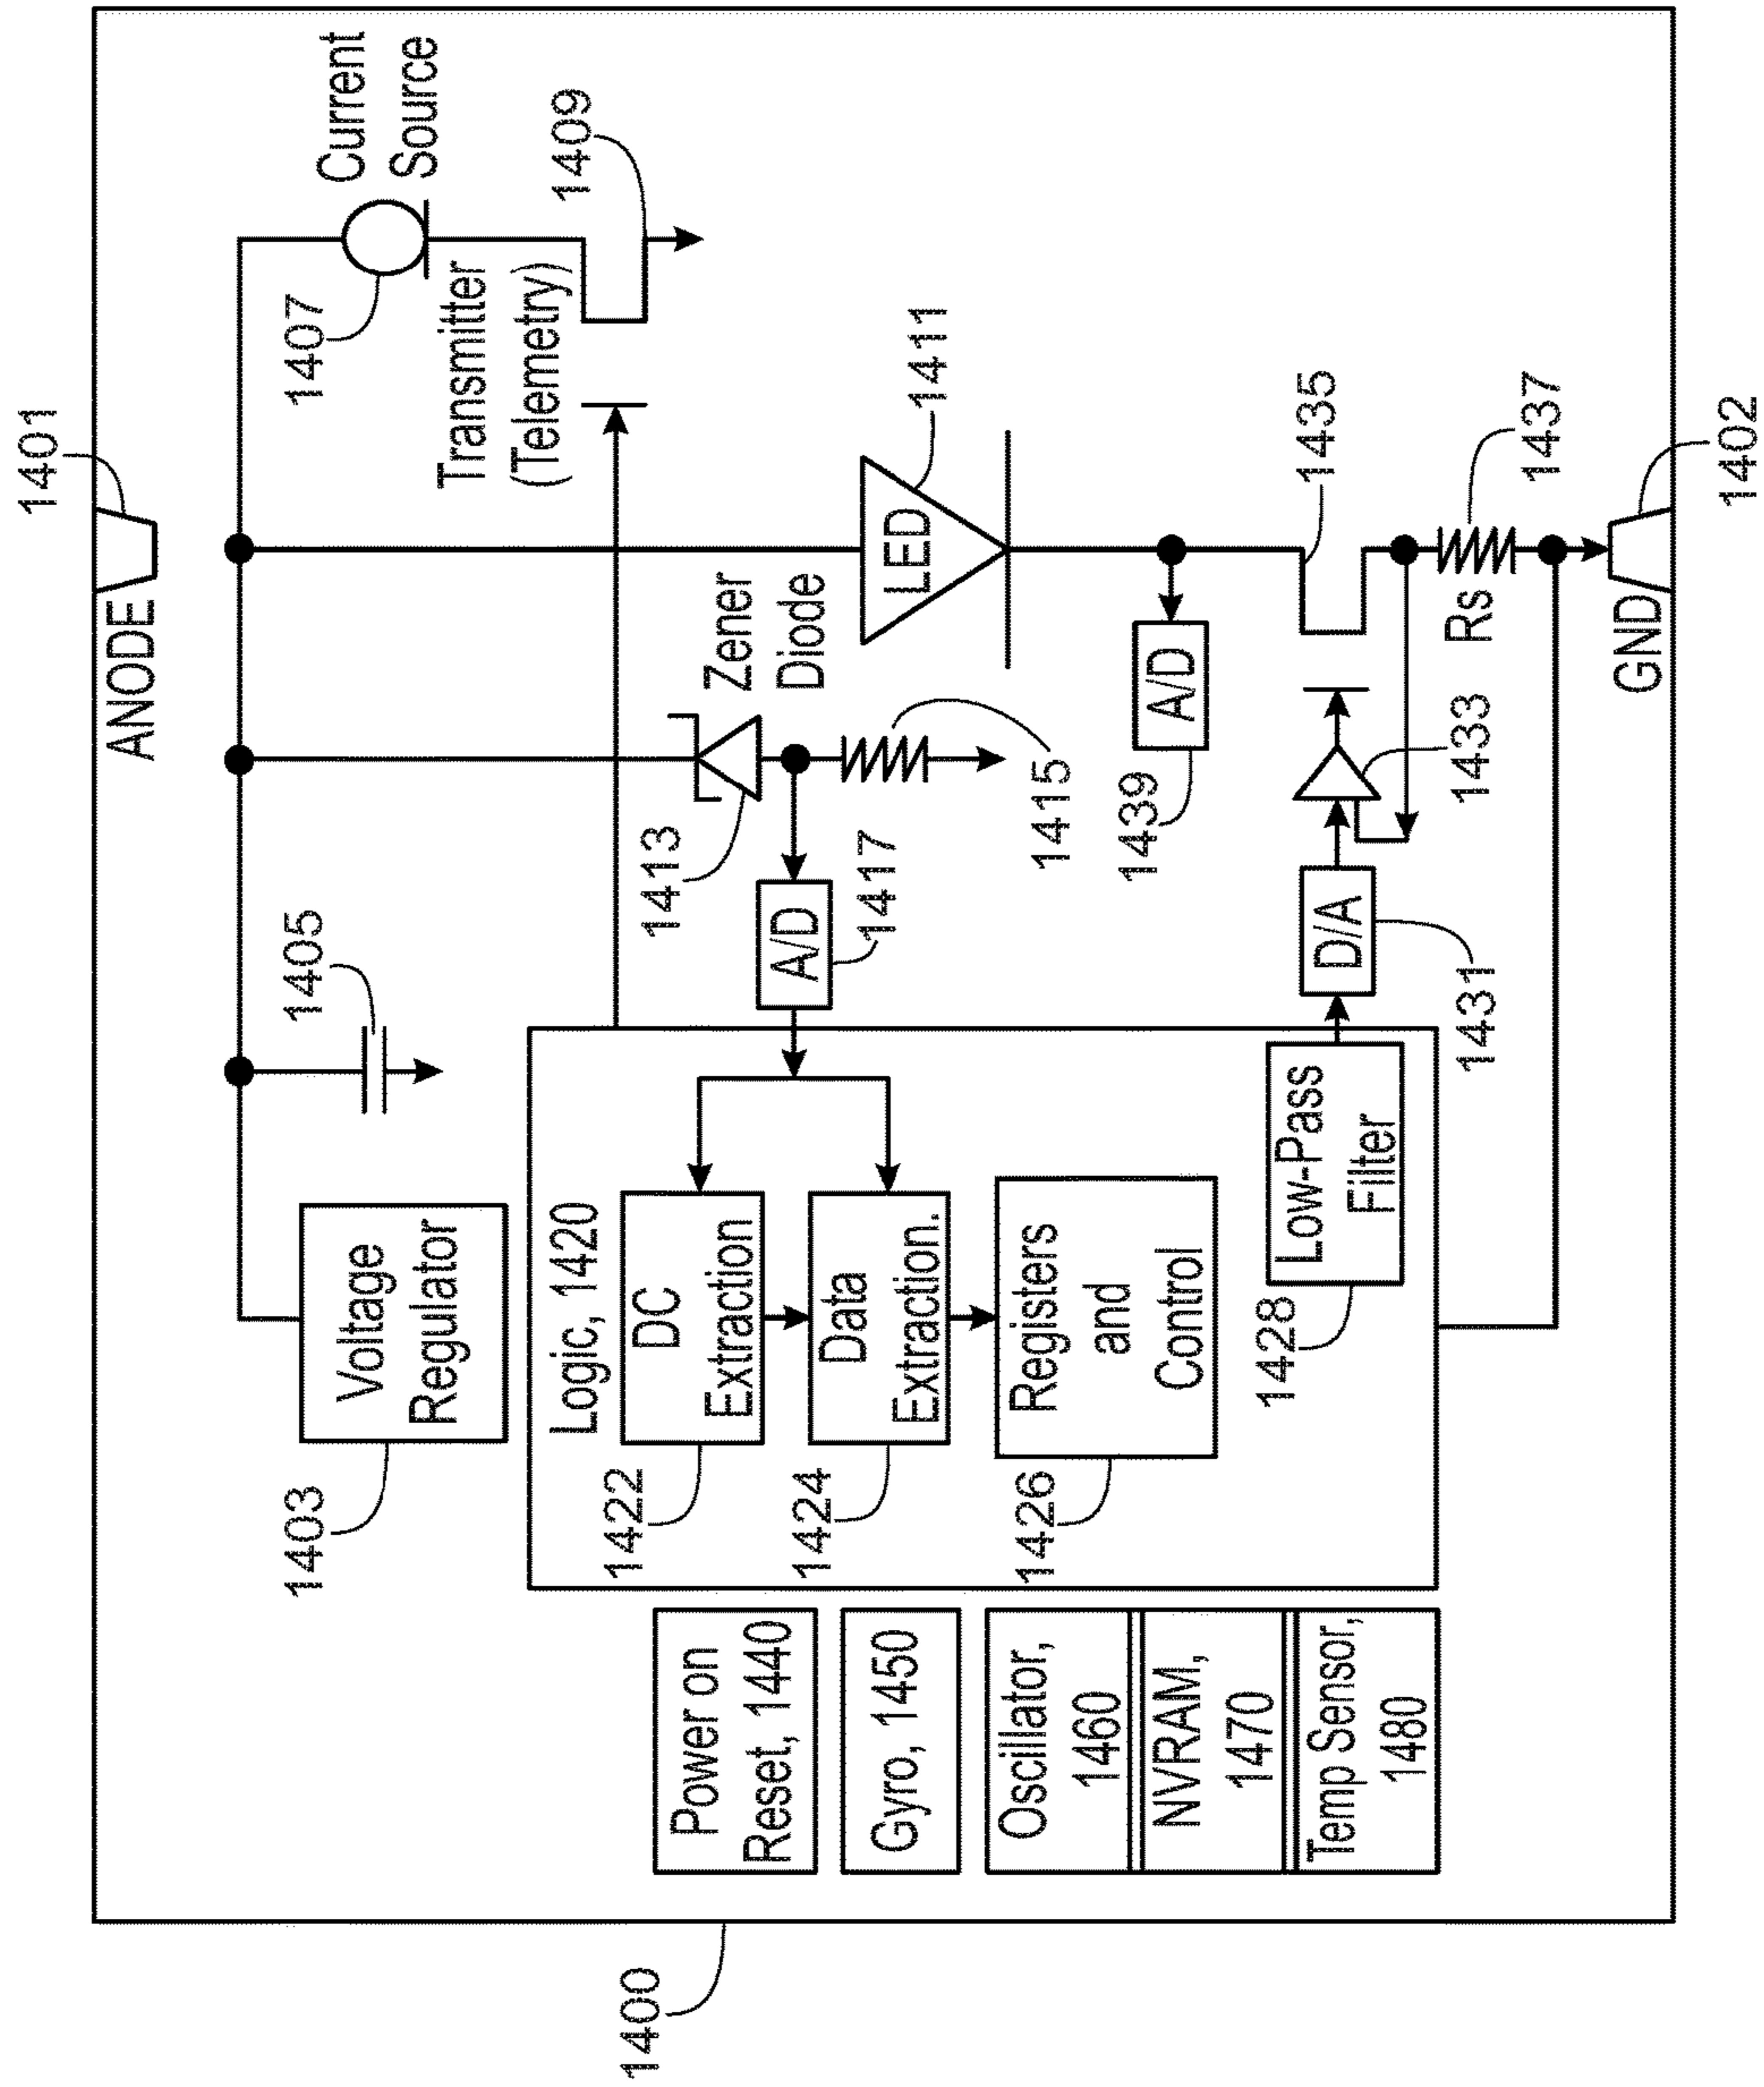 1401
ANODE
Current
Source
1407
1409
Transmitter
(Telemetry)
1405
Voltage
Regulator
1403
Zener
Diode
1413
1415
A/D
1417
LED
1411
Logic, 1420
DC
Extraction
1422
Data
Extraction.
1424
Registers
and
Control
1426
Low-Pass
Filter
1428
D/A
1431
1433
A/D
1439
1435
Rs
1437
GND
1402
Power on
Reset, 1440
Gyro, 1450
Oscillator,
1460
NVRAM,
1470
Temp Sensor,
1480
1400